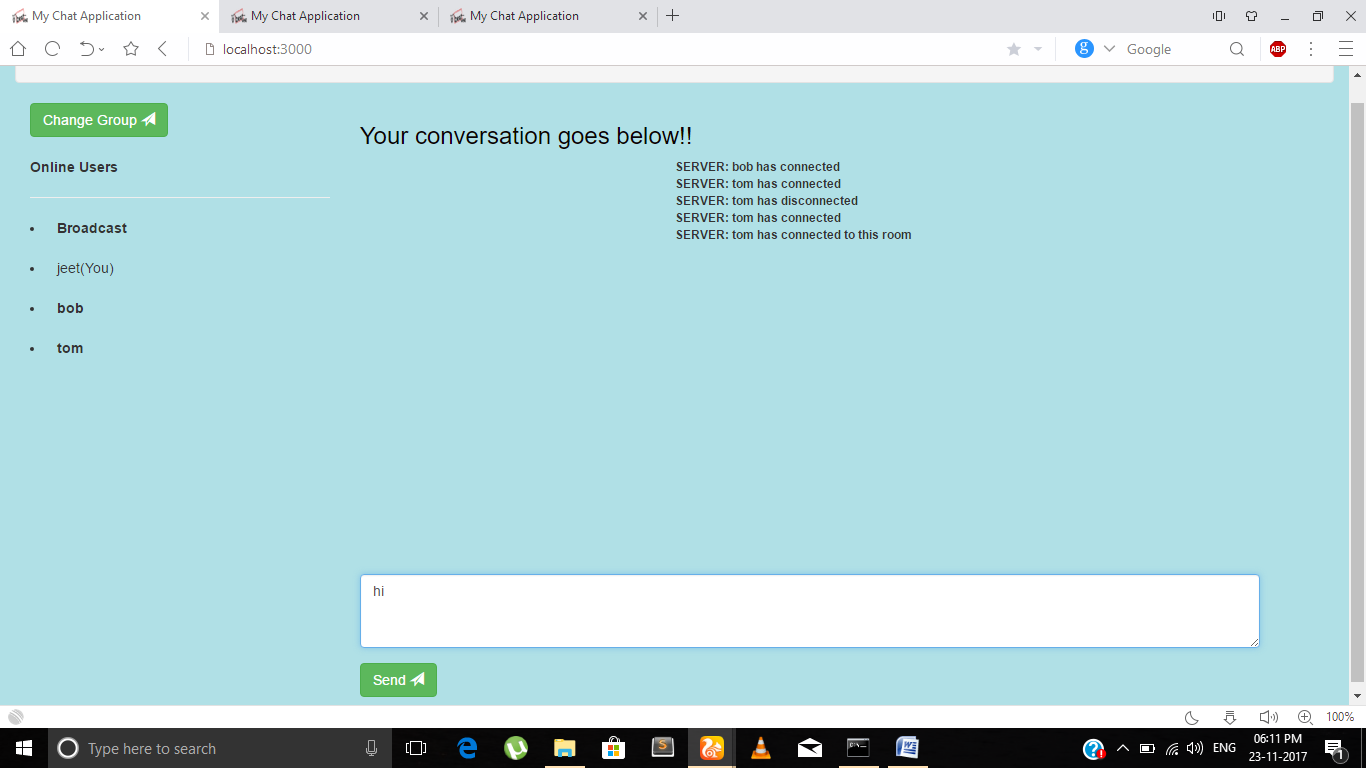 My Chat Application
My Chat Application
My Chat Application
localhost:3000
g
Google
ABP
Change Group
Your conversation goes below!!
Online Users
SERVER: bob has connected
SERVER: tom has connected
SERVER: tom has disconnected
SERVER: tom has connected
SERVER: tom has connected to this room
Broadcast
jeet(You)
bob
tom
hi
Send
100%
Type here to search
ENG
06:11 PM
23-11-2017
1